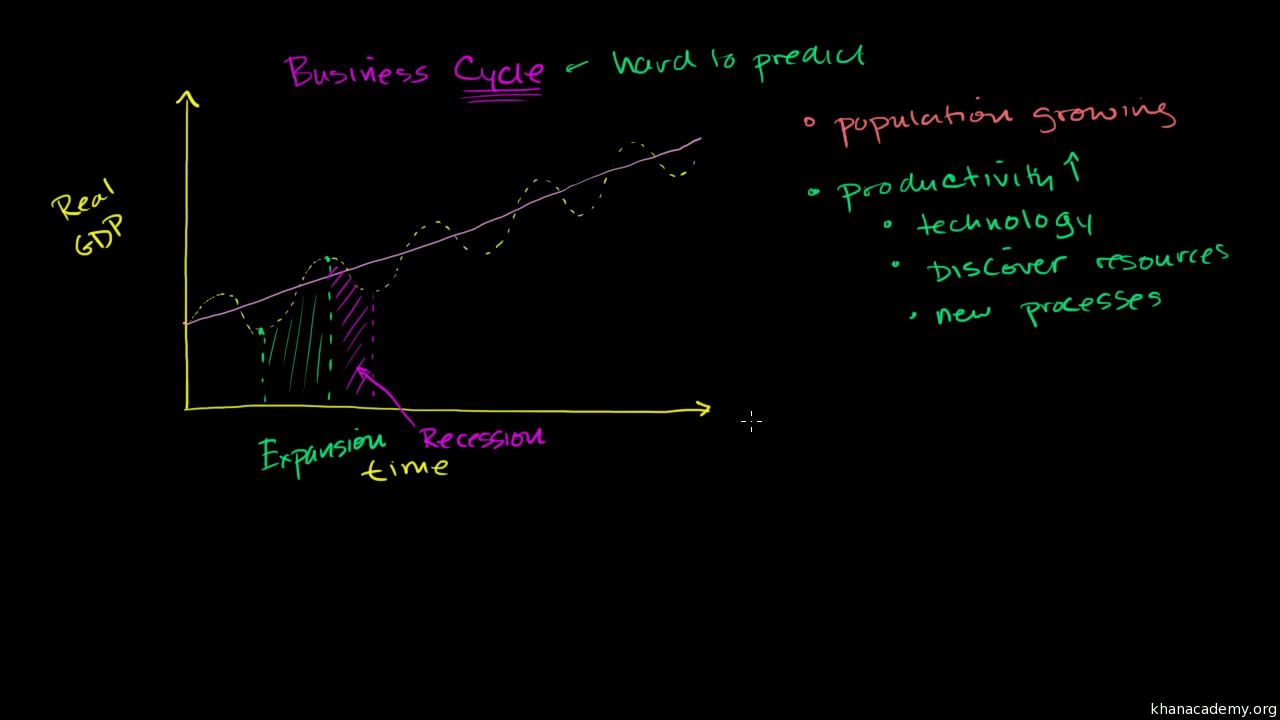 Business Cycle ← hard to predict
• population growing
Real
GDP
• productivity ↑
• technology
• Discover resources
• new processes
Expansion
Recession
time
khanacademy.org